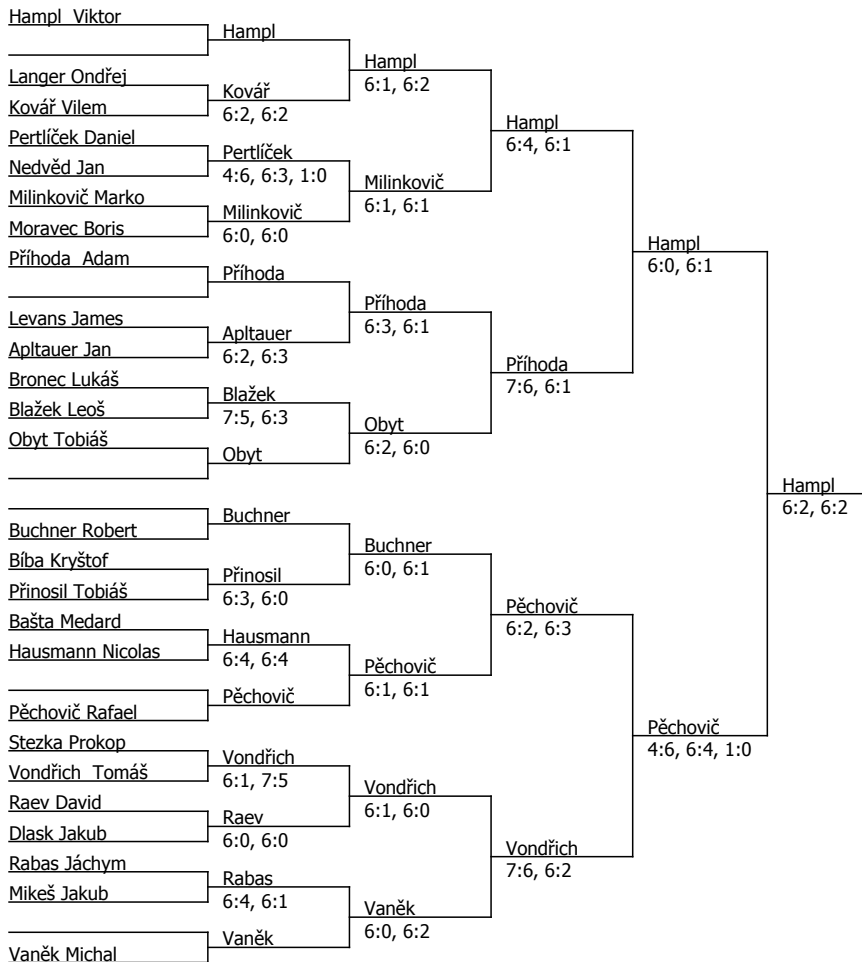 Hampl  Viktor
Hampl
Hampl
6:1, 6:2
Langer Ondřej
Kovář
6:2, 6:2
Kovář Vilem
Hampl
6:4, 6:1
Pertlíček Daniel
Pertlíček
4:6, 6:3, 1:0
Nedvěd Jan
Milinkovič
6:1, 6:1
Milinkovič Marko
Milinkovič
6:0, 6:0
Moravec Boris
Hampl
6:0, 6:1
Příhoda  Adam
Příhoda
Příhoda
6:3, 6:1
Levans James
Apltauer
6:2, 6:3
Apltauer Jan
Příhoda
7:6, 6:1
Bronec Lukáš
Blažek
7:5, 6:3
Blažek Leoš
Obyt
6:2, 6:0
Obyt Tobiáš
Obyt
Hampl
6:2, 6:2
Buchner
Buchner Robert
Buchner
6:0, 6:1
Bíba Kryštof
Přinosil
6:3, 6:0
Přinosil Tobiáš
Pěchovič
6:2, 6:3
Bašta Medard
Hausmann
6:4, 6:4
Hausmann Nicolas
Pěchovič
6:1, 6:1
Pěchovič
Pěchovič Rafael
Pěchovič
4:6, 6:4, 1:0
Stezka Prokop
Vondřich
6:1, 7:5
Vondřich  Tomáš
Vondřich
6:1, 6:0
Raev David
Raev
6:0, 6:0
Dlask Jakub
Vondřich
7:6, 6:2
Rabas Jáchym
Rabas
6:4, 6:1
Mikeš Jakub
Vaněk
6:0, 6:2
Vaněk
Vaněk Michal